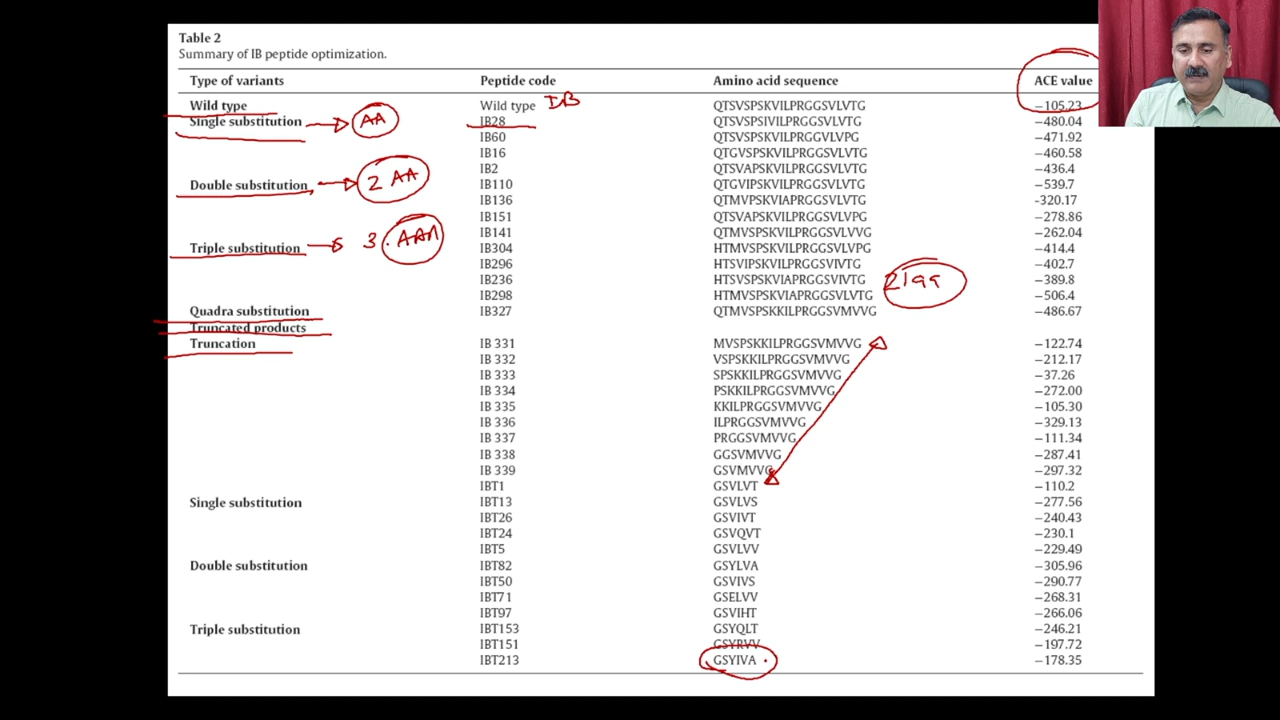 Table 2
Summary of IB peptide optimization.
Type of variants Peptide code Amino acid sequence ACE value
Wild type Wild type IB QTSVSPSKVILPRGGSVLVTG −105.23
Single substitution AA IB28 QTSVSPSIVILPRGGSVLVTG −480.04
IB60 QTSVSPSKVILPRGGVLVPG −471.92
IB16 QTGVSPSKVILPRGGSVLVTG −460.58
IB2 QTSVAPSKVILPRGGSVLVTG −436.4
Double substitution 2 AA IB110 QTGVIPSKVILPRGGSVLVTG −539.7
IB136 QTMVPSKVIAPRGGSVLVTG -320.17
IB151 QTSVAPSKVILPRGGSVLVPG −278.86
IB141 QTMVSPSKVILPRGGSVLVVG −262.04
Triple substitution 3 AAA IB304 HTMVSPSKVILPRGGSVLVPG −414.4
IB296 HTSVIPSKVILPRGGSVIVTG −402.7
IB236 HTSVSPSKVIAPRGGSVIVTG −389.8 21aa
IB298 HTMVSPSKVIAPRGGSVLVTG −506.4
Quadra substitution IB327 QTMVSPSKKILPRGGSVMVVG −486.67
Truncated products
Truncation IB 331 MVSPSKKILPRGGSVMVVG −122.74
IB 332 VSPSKKILPRGGSVMVVG −212.17
IB 333 SPSKKILPRGGSVMVVG −37.26
IB 334 PSKKILPRGGSVMVVG −272.00
IB 335 KKILPRGGSVMVVG −105.30
IB 336 ILPRGGSVMVVG −329.13
IB 337 PRGGSVMVVG −111.34
IB 338 GGSVMVVG −287.41
IB 339 GSVMVVG −297.32
IBT1 GSVLVT −110.2
Single substitution IBT13 GSVLVS −277.56
IBT26 GSVIVT −240.43
IBT24 GSVQVT −230.1
IBT5 GSVLVV −229.49
Double substitution IBT82 GSYLVA −305.96
IBT50 GSVIVS −290.77
IBT71 GSELVV −268.31
IBT97 GSVIHT −266.06
Triple substitution IBT153 GSYQLT −246.21
IBT151 GSYRVV −197.72
IBT213 GSYIVA −178.35